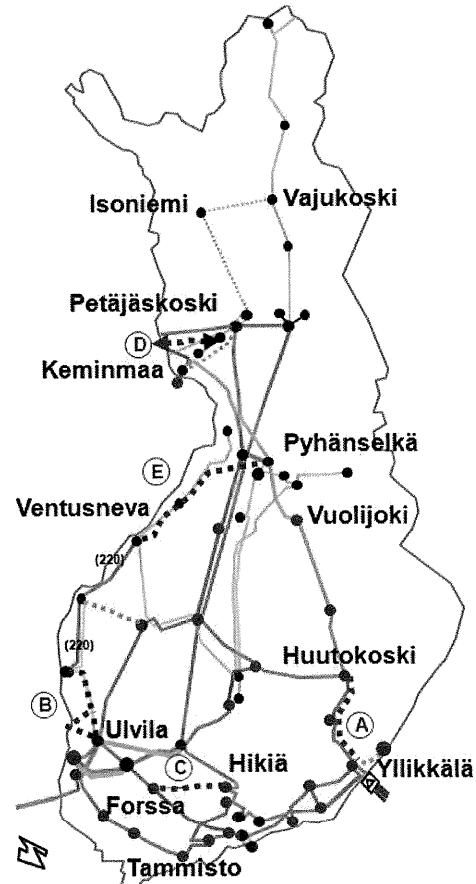 Isoniemi
Vajukoski
Petäjäskoski
D
Keminmaa
Pyhänselkä
E
Ventusneva
Vuolijoki
(220)
(220)
Huutokoski
B
Ulvila
A
C
Hikiä
Yllikkälä
Forssa
Tammisto